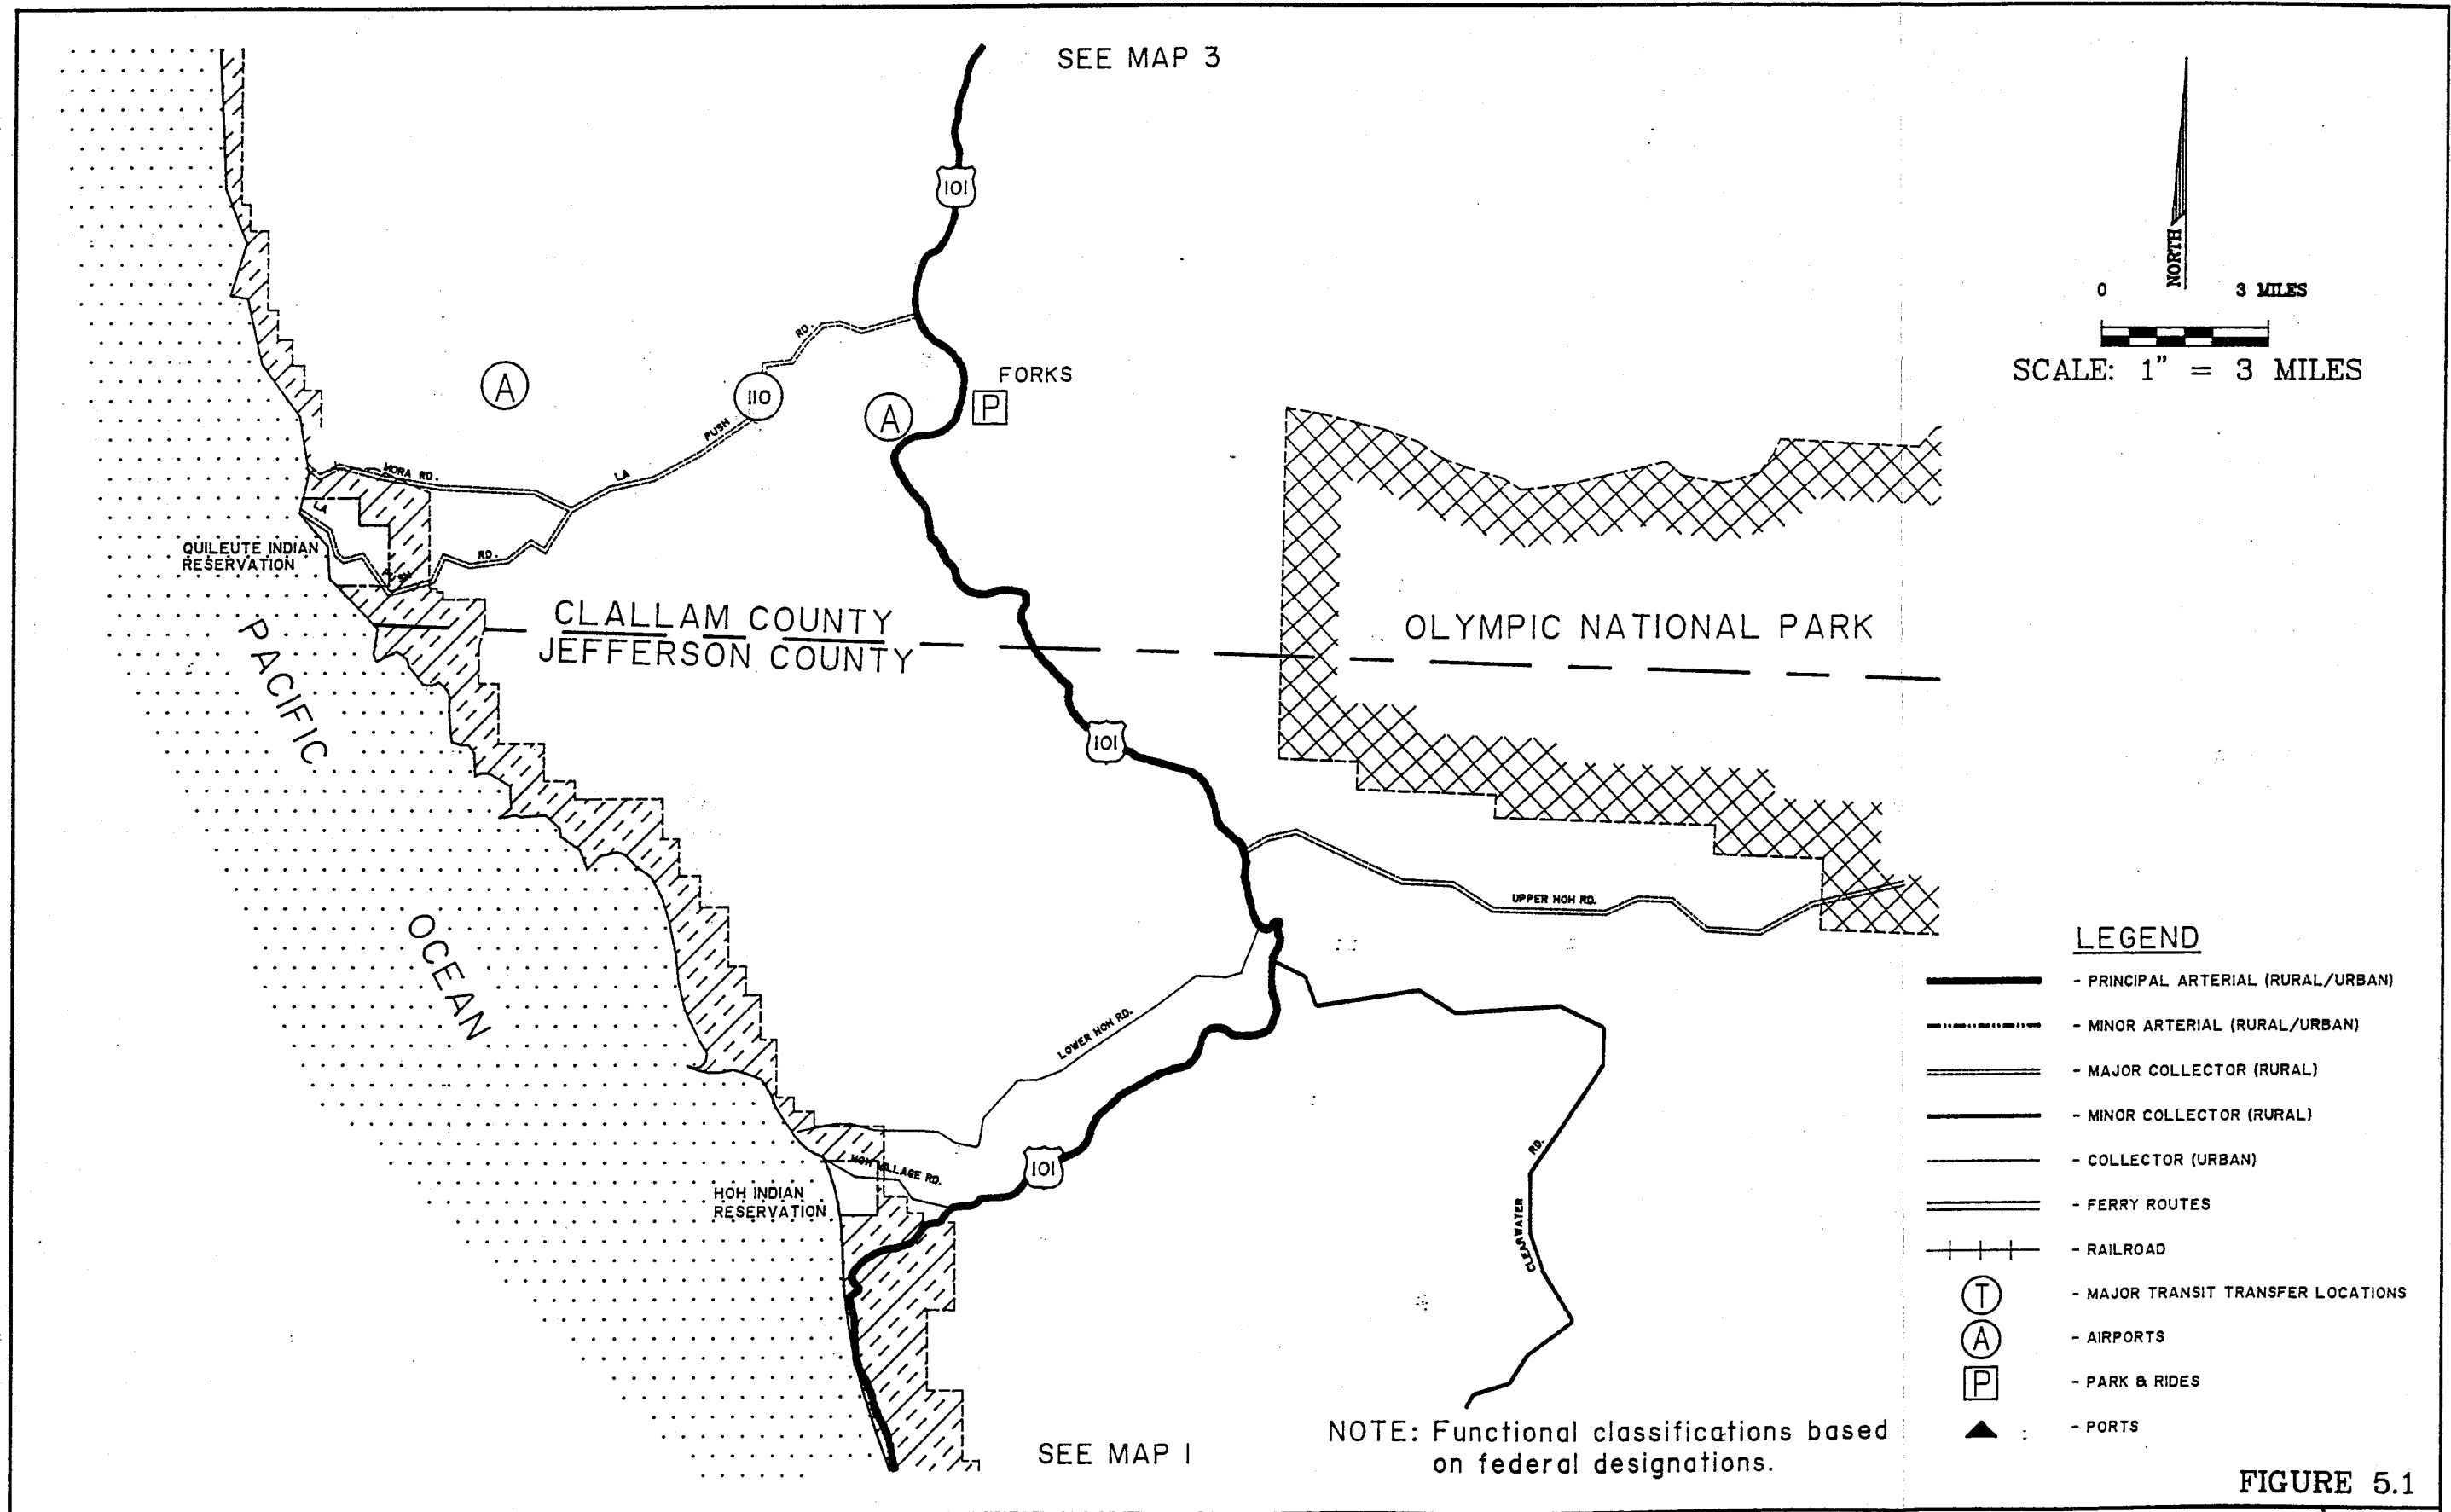 SEE MAP 3
101
NORTH
0 3 MILES
SCALE: 1" = 3 MILES
RD.
FORKS
A
110
A
P
PUSH
LA
MORA RD.
LA
RD.
PUSH
QUILEUTE INDIAN
RESERVATION
CLALLAM COUNTY
JEFFERSON COUNTY
OLYMPIC NATIONAL PARK
PACIFIC
OCEAN
101
UPPER HOH RD.
LOWER HOH RD.
HOH VILLAGE RD.
101
HOH INDIAN
RESERVATION
RD.
CLEARWATER
LEGEND
- PRINCIPAL ARTERIAL (RURAL/URBAN)
- MINOR ARTERIAL (RURAL/URBAN)
- MAJOR COLLECTOR (RURAL)
- MINOR COLLECTOR (RURAL)
- COLLECTOR (URBAN)
- FERRY ROUTES
- RAILROAD
T - MAJOR TRANSIT TRANSFER LOCATIONS
A - AIRPORTS
P - PARK & RIDES
- PORTS
SEE MAP 1
NOTE: Functional classifications based
on federal designations.
FIGURE 5.1